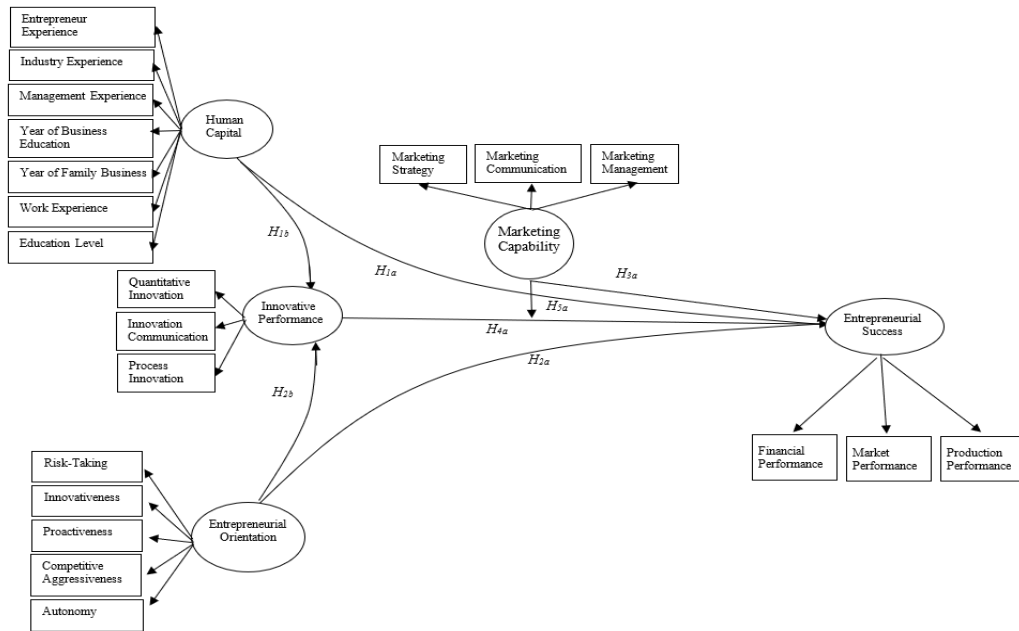 Entrepreneur
Experience
Industry Experience
Management Experience
Year of Business
Education
Year of Family Business
Work Experience
Education Level
Human
Capital
Marketing
Strategy
Marketing
Communication
Marketing
Management
Marketing
Capability
H1b
H1a
H3a
H5a
H4a
H2a
H2b
Quantitative
Innovation
Innovation
Communication
Process
Innovation
Innovative
Performance
Entrepreneurial
Success
Financial
Performance
Market
Performance
Production
Performance
Risk-Taking
Innovativeness
Proactiveness
Competitive
Aggressiveness
Autonomy
Entrepreneurial
Orientation